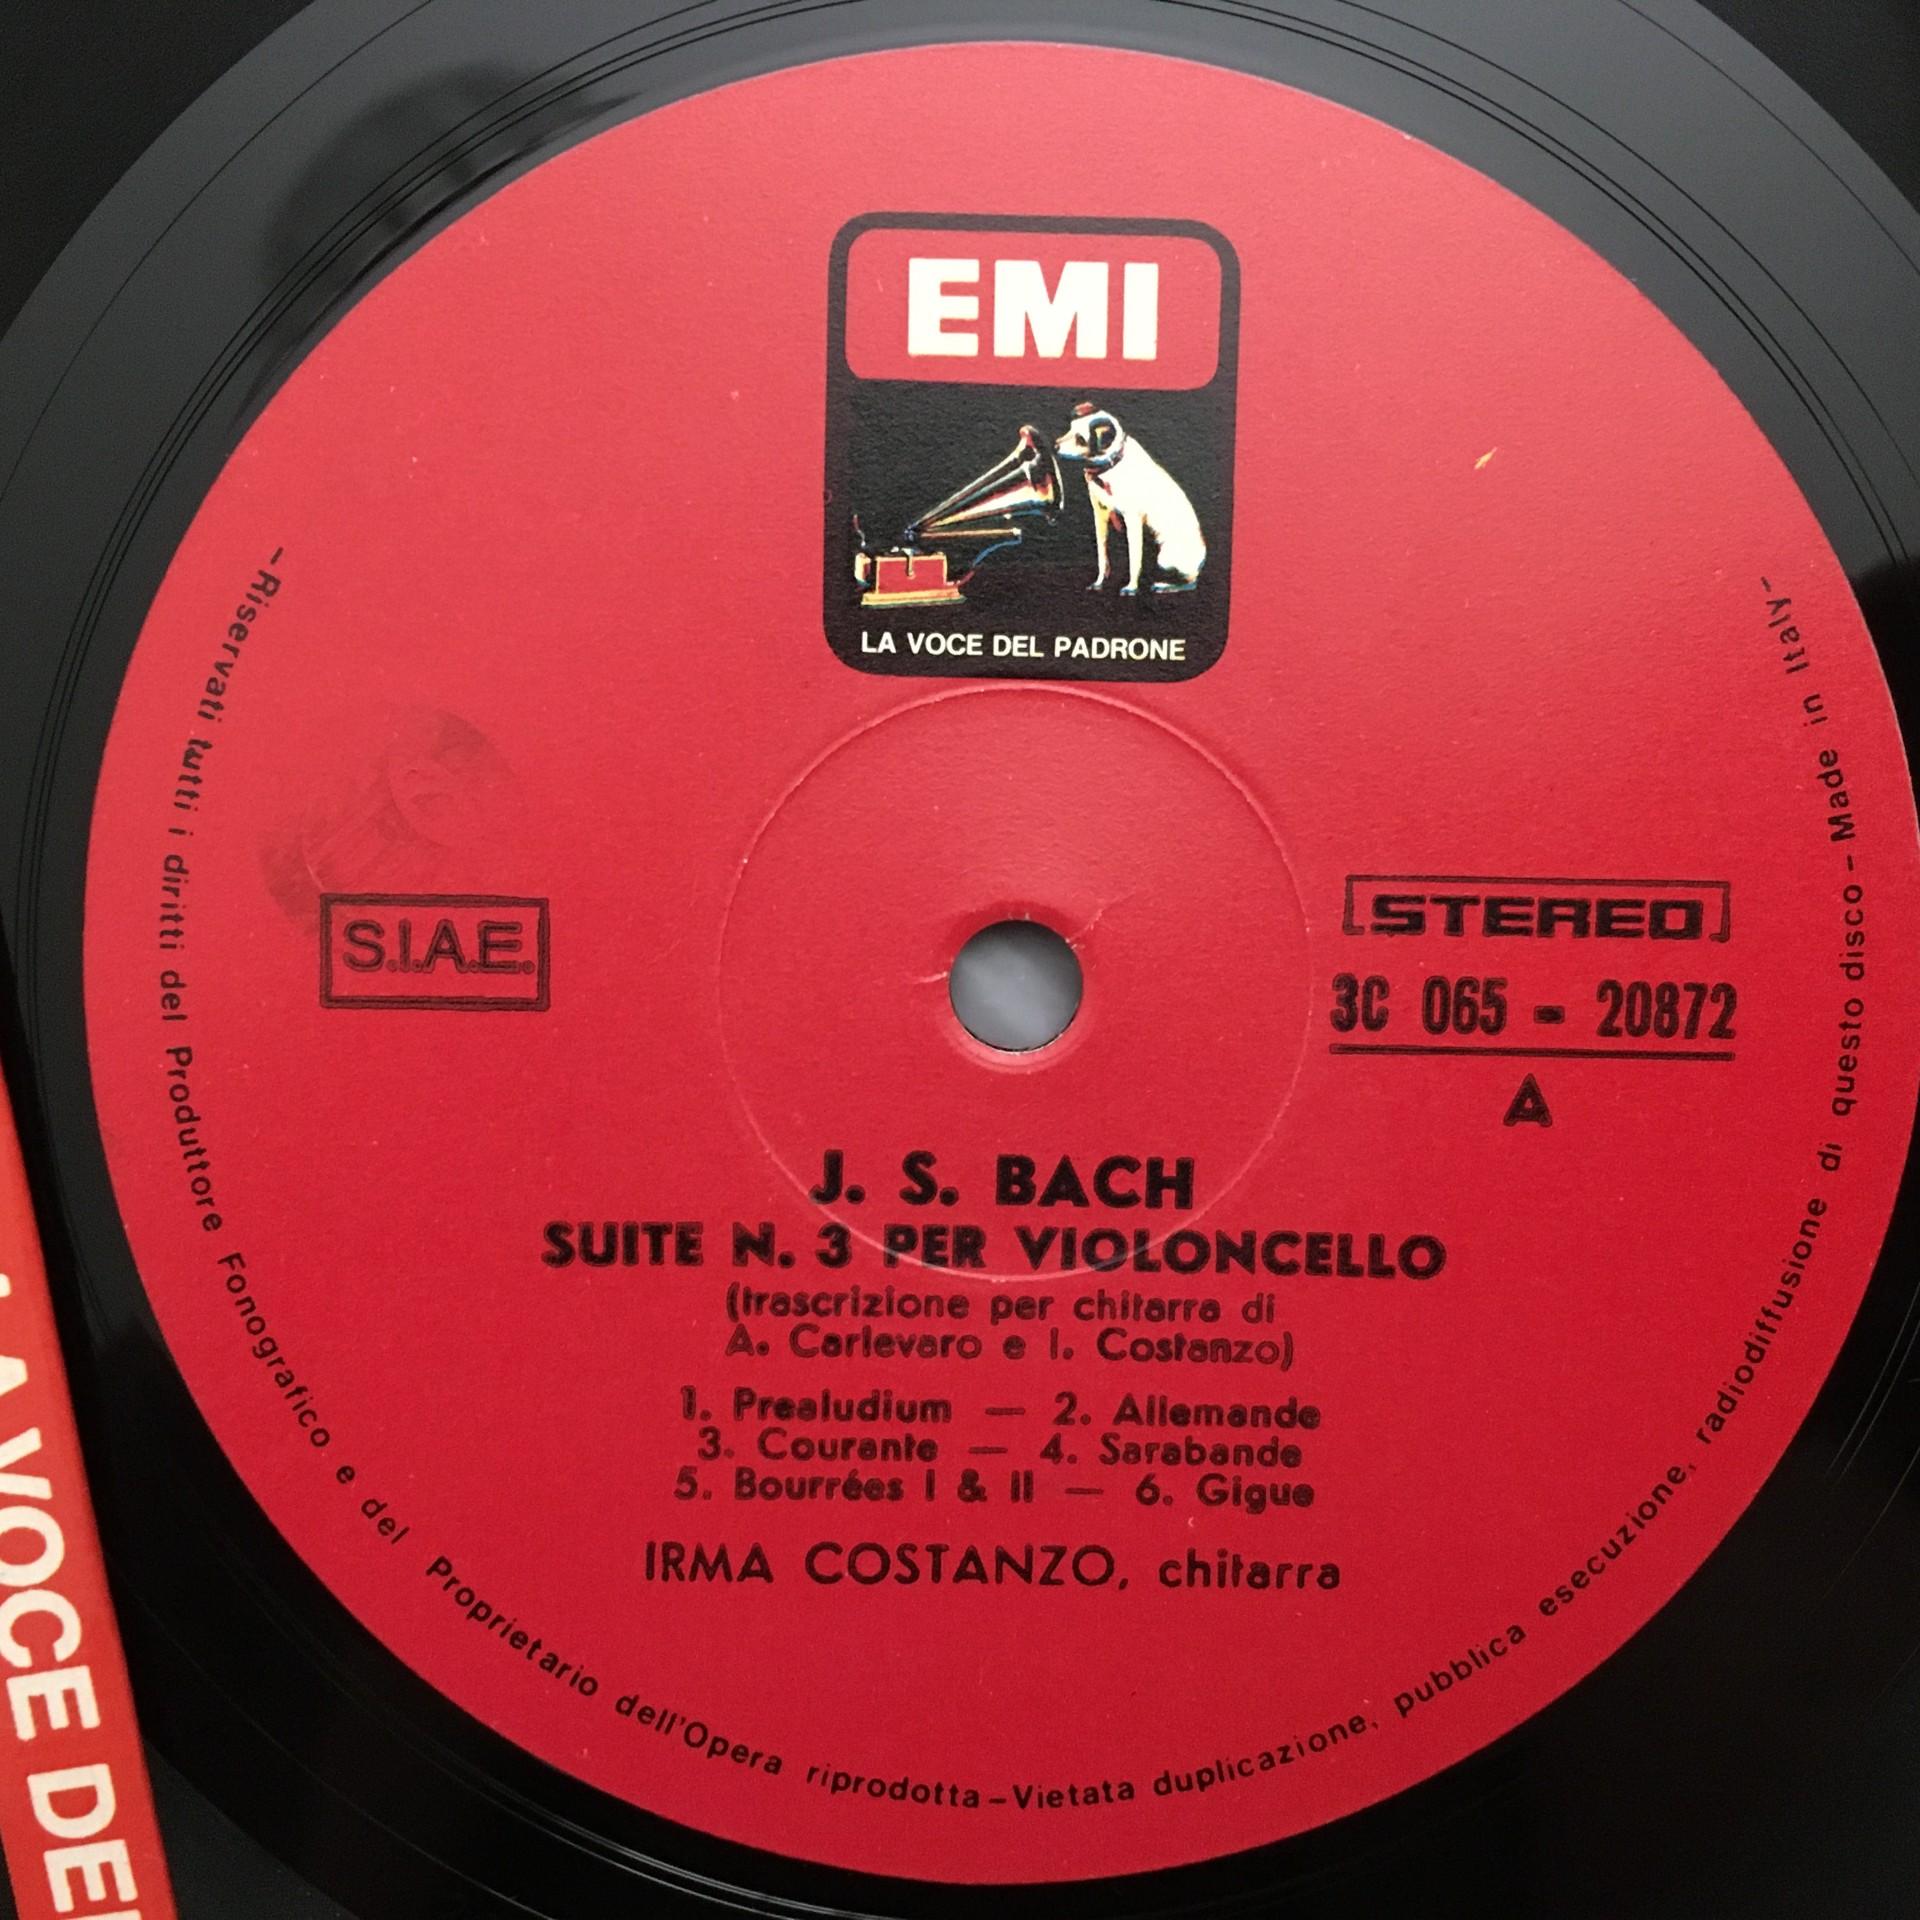 EMI
LA VOCE DEL PADRONE
S.I.A.E.
STEREO
3C 065 - 20872
A
J. S. BACH
SUITE N. 3 PER VIOLONCELLO
(trascrizione per chitarra di
A. Carlevaro e I. Costanzo)
1. Prealudium — 2. Allemande
3. Courante — 4. Sarabande
5. Bourrées I & II — 6. Gigue
IRMA COSTANZO, chitarra
-Riservati tutti i diritti del Produttore Fonografico e del Proprietario dell'Opera riprodotta-Vietata duplicazione, pubblica esecuzione, radiodiffusione di questo disco-Made in Italy-
LA VOCE DEL